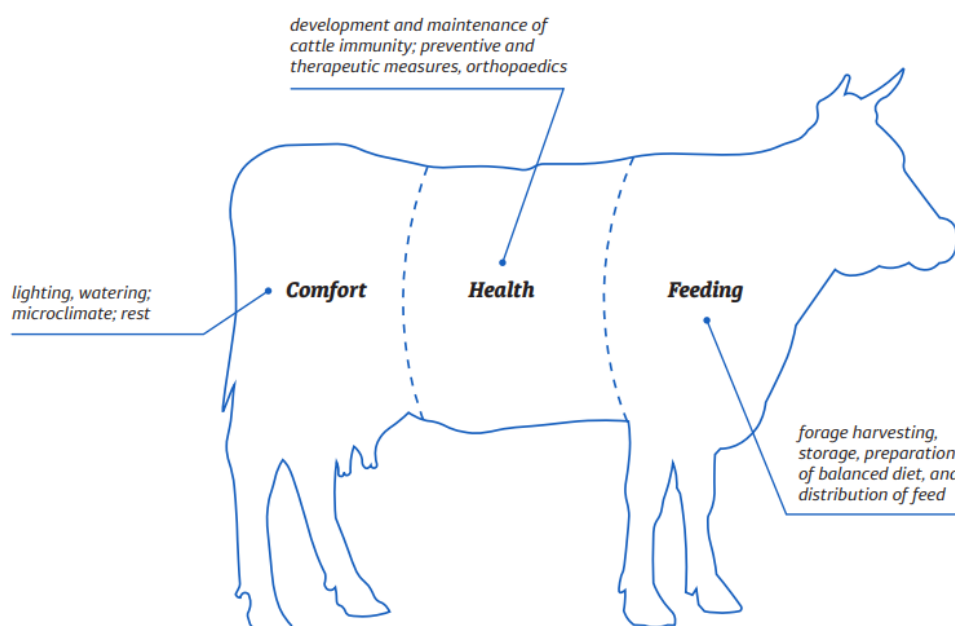 development and maintenance of
cattle immunity; preventive and
therapeutic measures, orthopaedics
lighting, watering;
microclimate; rest
Comfort
Health
Feeding
forage harvesting,
storage, preparation
of balanced diet, and
distribution of feed